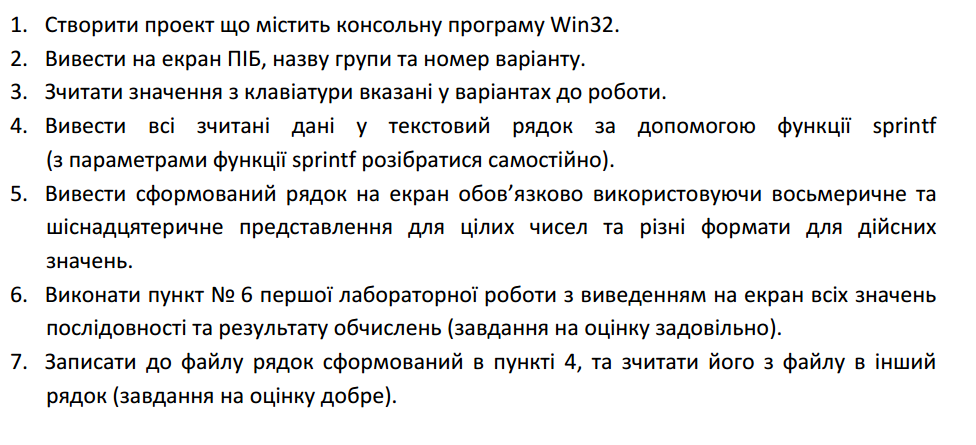 1. Створити проект що містить консольну програму Win32.
2. Вивести на екран ПІБ, назву групи та номер варіанту.
3. Зчитати значення з клавіатури вказані у варіантах до роботи.
4. Вивести всі зчитані дані у текстовий рядок за допомогою функції sprintf
(з параметрами функції sprintf розібратися самостійно).
5. Вивести сформований рядок на екран обов’язково використовуючи восьмеричне та
шіснадцятеричне представлення для цілих чисел та різні формати для дійсних
значень.
6. Виконати пункт № 6 першої лабораторної роботи з виведенням на екран всіх значень
послідовності та результату обчислень (завдання на оцінку задовільно).
7. Записати до файлу рядок сформований в пункті 4, та зчитати його з файлу в інший
рядок (завдання на оцінку добре).